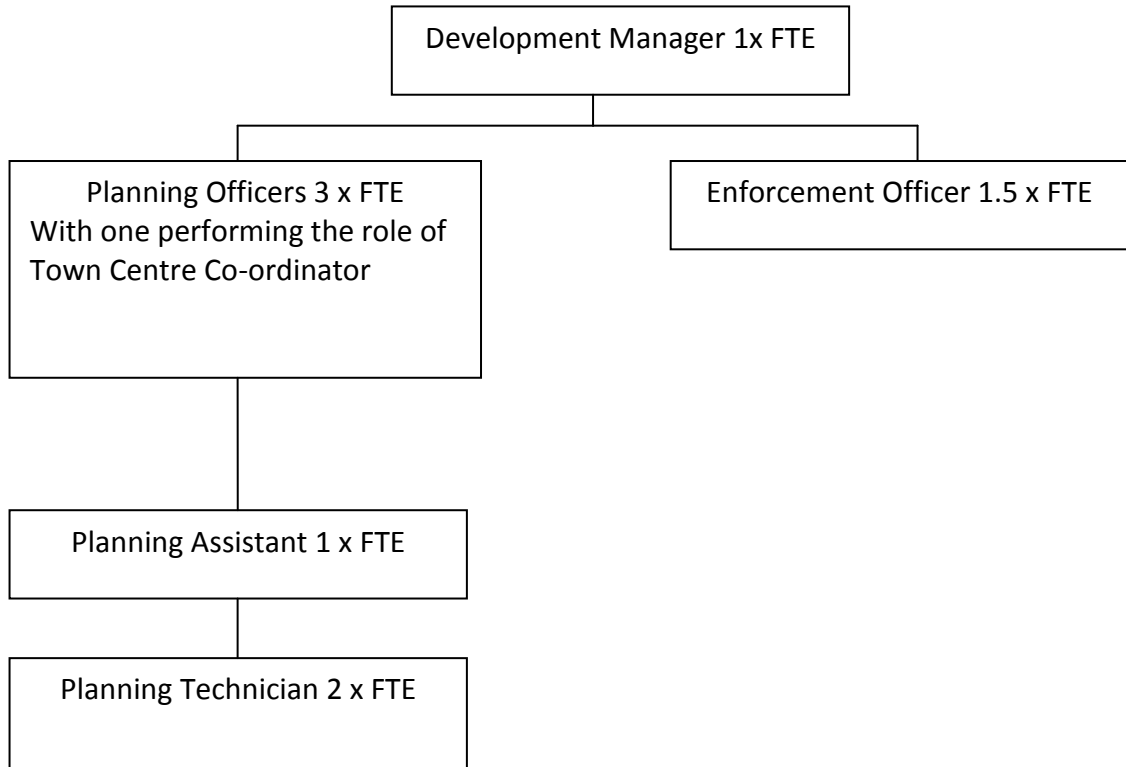 Development Manager 1x FTE
Planning Officers 3 x FTE
With one performing the role of
Town Centre Co-ordinator
Enforcement Officer 1.5 x FTE
Planning Assistant 1 x FTE
Planning Technician 2 x FTE